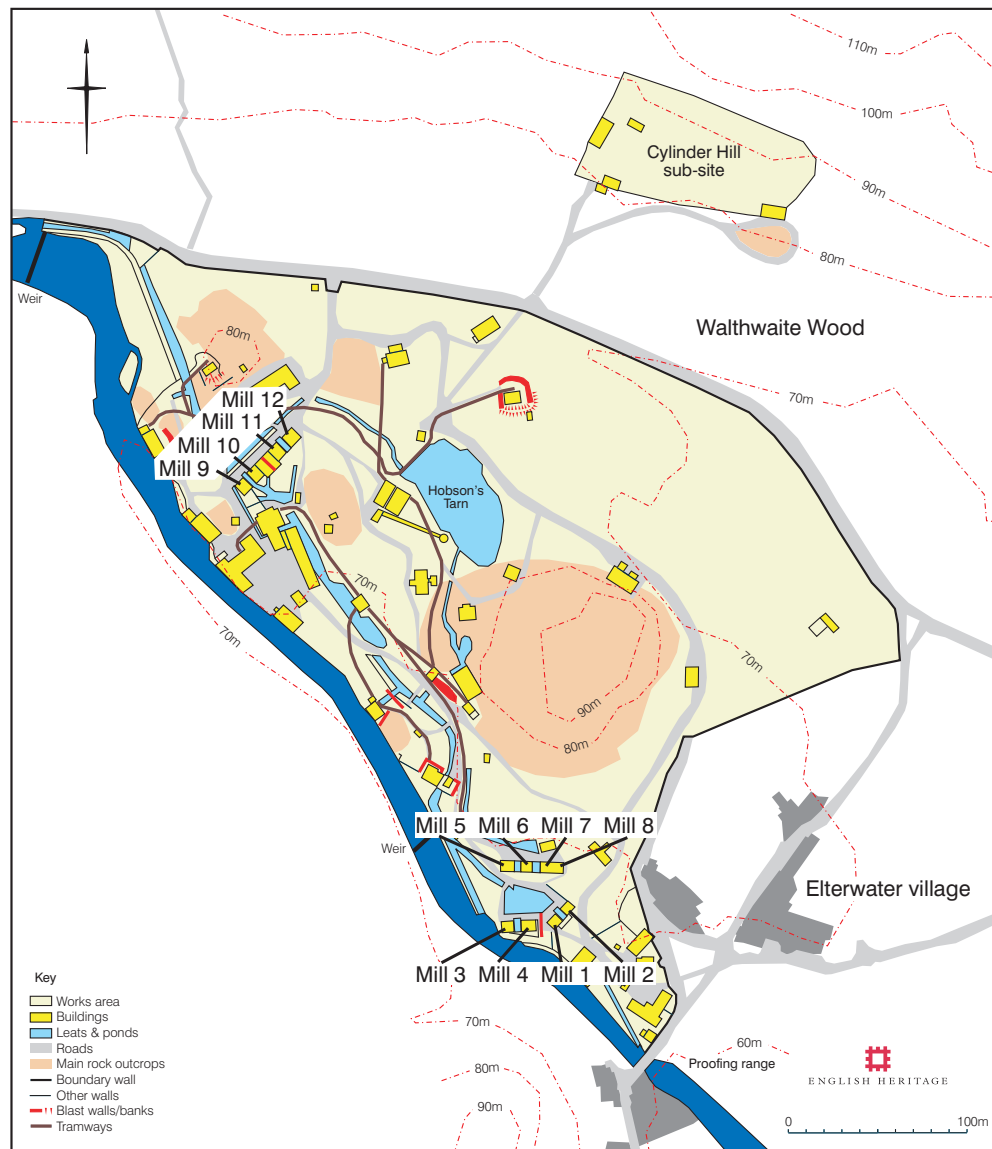 110m
100m
Cylinder Hill
sub-site
90m
80m
Weir
Walthwaite Wood
80m
70m
Mill 12
Mill 11
Mill 10
Mill 9
Hobson's
Tarn
70m
70m
70m
90m
80m
Mill 5 Mill 6 Mill 7 Mill 8
Weir
Elterwater village
Mill 3 Mill 4 Mill 1 Mill 2
Key
Works area
Buildings
Leats & ponds
Roads
Main rock outcrops
Boundary wall
Other walls
Blast walls/banks
Tramways
70m
80m
90m
60m
Proofing range
ENGLISH HERITAGE
0 100m